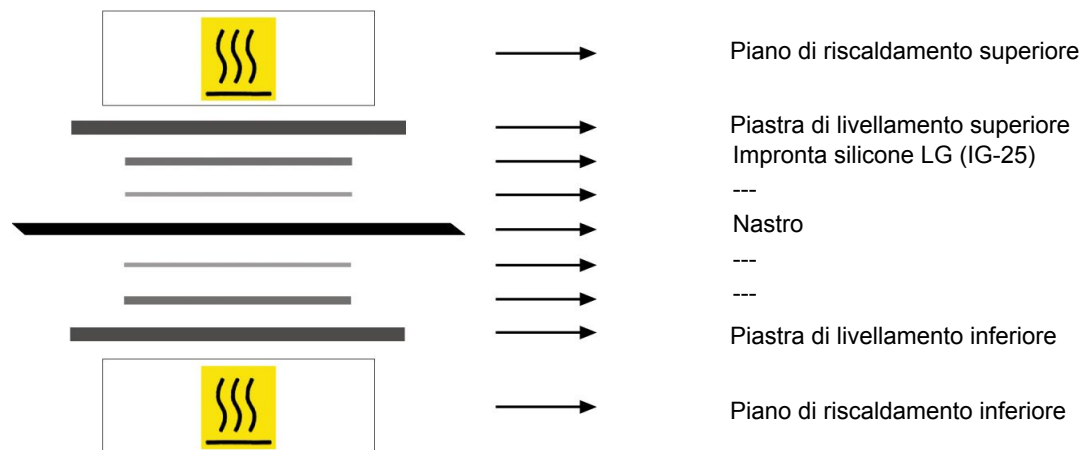 Piano di riscaldamento superiore
Piastra di livellamento superiore
Impronta silicone LG (IG-25)
---
Nastro
---
---
Piastra di livellamento inferiore
Piano di riscaldamento inferiore